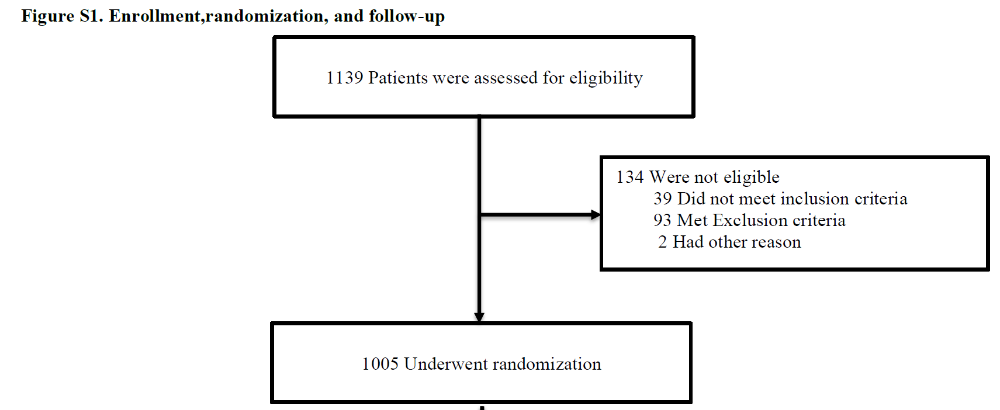 Figure S1. Enrollment,randomization, and follow-up
1139 Patients were assessed for eligibility
134 Were not eligible
39 Did not meet inclusion criteria
93 Met Exclusion criteria
2 Had other reason
1005 Underwent randomization